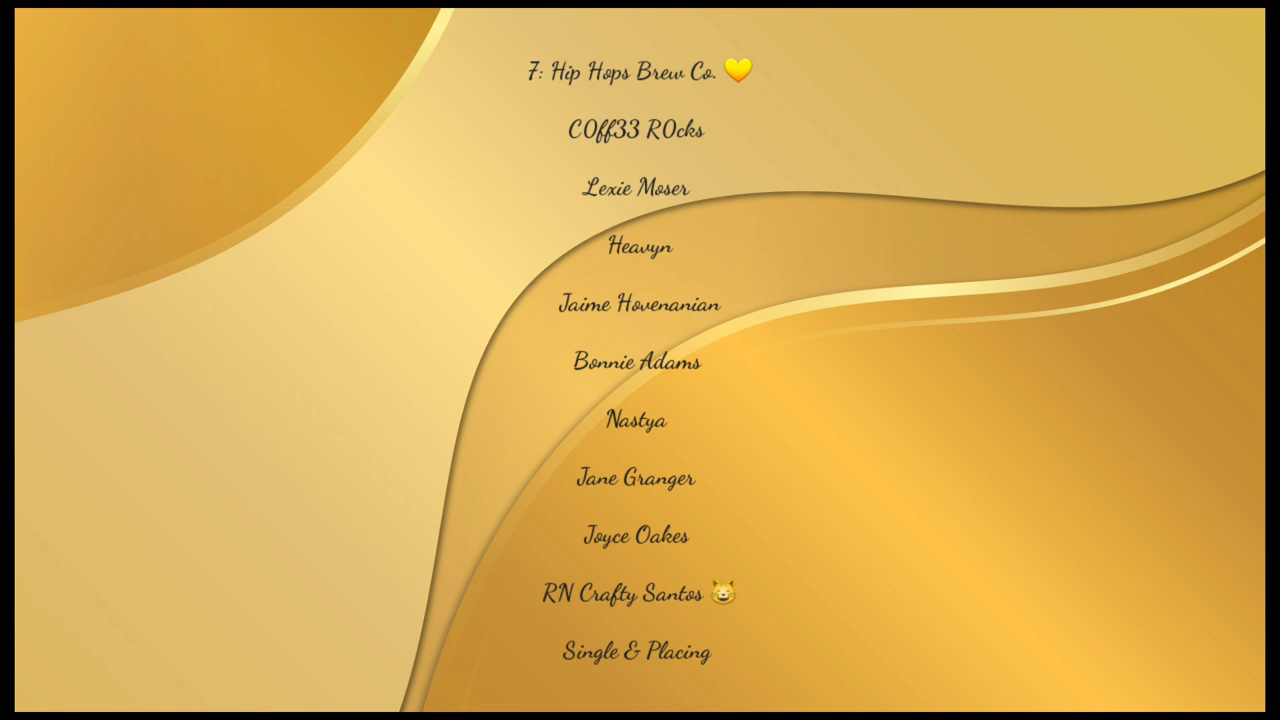 7: Hip Hops Brew Co. 💛
C0ff33 R0cks
Lexie Moser
Heavyn
Jaime Hovenanian
Bonnie Adams
Nastya
Jane Granger
Joyce Oakes
RN Crafty Santos 😸
Single & Placing